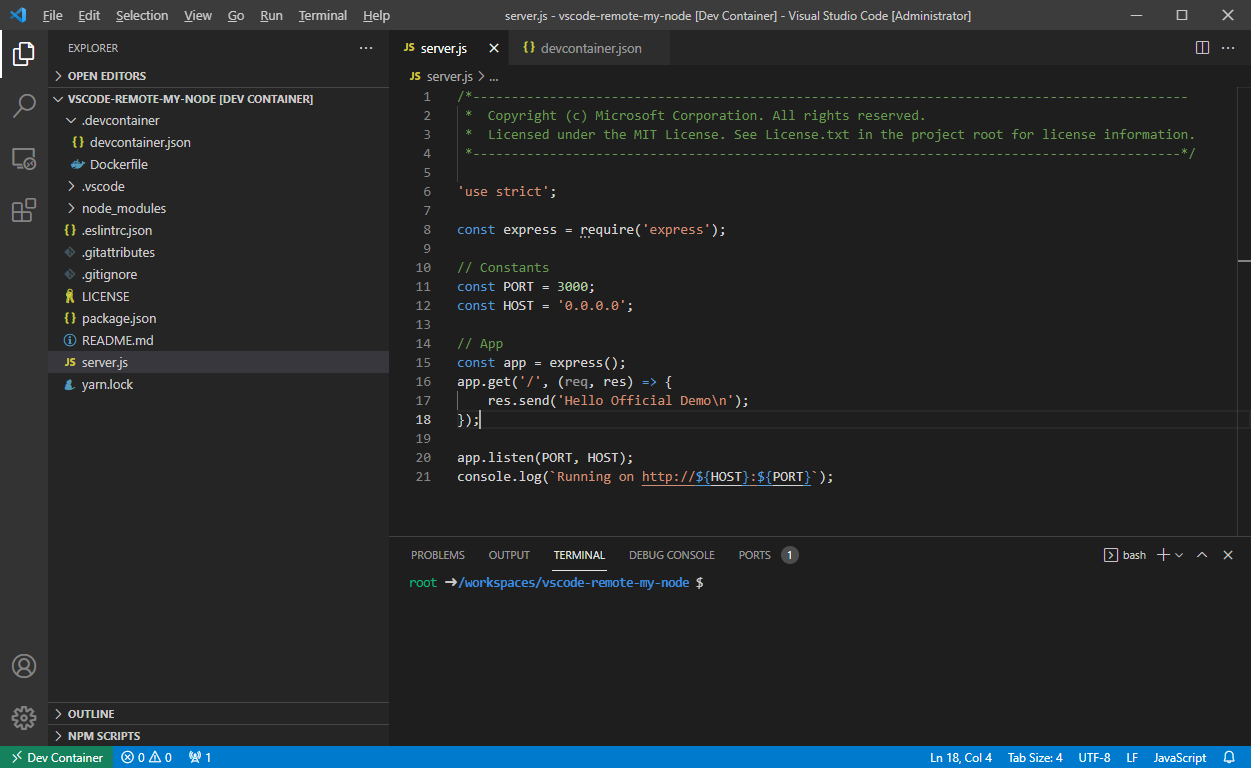 File Edit Selection View Go Run Terminal Help server.js - vscode-remote-my-node [Dev Container] - Visual Studio Code [Administrator]
EXPLORER ···
OPEN EDITORS
VSCODE-REMOTE-MY-NODE [DEV CONTAINER]
.devcontainer
{} devcontainer.json
Dockerfile
.vscode
node_modules
{} .eslintrc.json
.gitattributes
.gitignore
LICENSE
{} package.json
README.md
JS server.js
yarn.lock
OUTLINE
NPM SCRIPTS
JS server.js {} devcontainer.json
JS server.js > ...
1 /*---------------------------------------------------------------------------------------------
2  *  Copyright (c) Microsoft Corporation. All rights reserved.
3  *  Licensed under the MIT License. See License.txt in the project root for license information.
4  *--------------------------------------------------------------------------------------------*/
5
6 'use strict';
7
8 const express = require('express');
9
10 // Constants
11 const PORT = 3000;
12 const HOST = '0.0.0.0';
13
14 // App
15 const app = express();
16 app.get('/', (req, res) => {
17     res.send('Hello Official Demo\n');
18 });
19
20 app.listen(PORT, HOST);
21 console.log(`Running on http://${HOST}:${PORT}`);
PROBLEMS OUTPUT TERMINAL DEBUG CONSOLE PORTS 1 bash
root ➜/workspaces/vscode-remote-my-node $
Dev Container 0 0 1 Ln 18, Col 4 Tab Size: 4 UTF-8 LF JavaScript